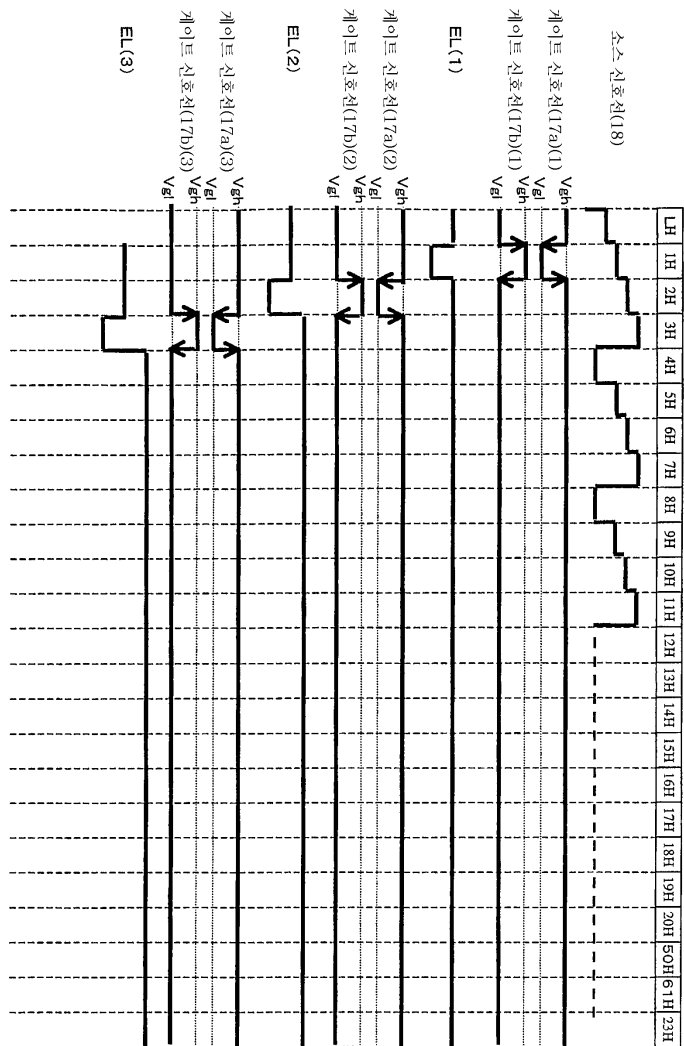 LH 1H 2H 3H 4H 5H 6H 7H 8H 9H 10H 11H 12H 13H 14H 15H 16H 17H 18H 19H 20H 50H 61H 23H
소스 신호선(18)
게이트 신호선(17a)(1)
Vgh
Vgl
게이트 신호선(17b)(1)
Vgh
Vgl
EL(1)
게이트 신호선(17a)(2)
Vgh
Vgl
게이트 신호선(17b)(2)
Vgh
Vgl
EL(2)
게이트 신호선(17a)(3)
Vgh
Vgl
게이트 신호선(17b)(3)
Vgh
Vgl
EL(3)